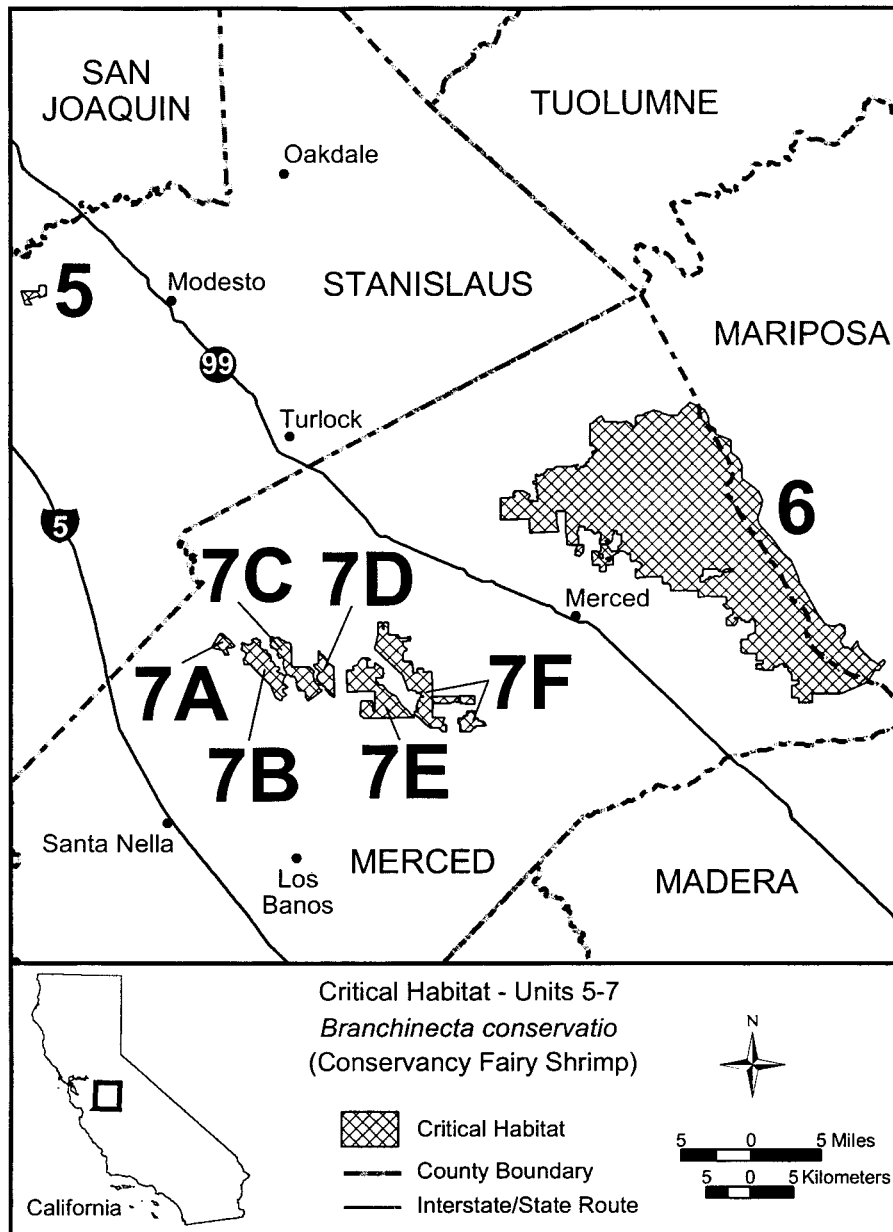 SAN
JOAQUIN
TUOLUMNE
Oakdale
5
Modesto
STANISLAUS
MARIPOSA
99
Turlock
5
6
7C
7D
Merced
7A
7F
7B
7E
Santa Nella
MERCED
Los
Banos
MADERA
Critical Habitat - Units 5-7
Branchinecta conservatio
(Conservancy Fairy Shrimp)
N
Critical Habitat
County Boundary
Interstate/State Route
5 0 5 Miles
5 0 5 Kilometers
California